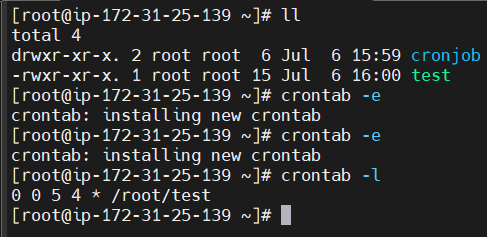 [root@ip-172-31-25-139 ~]# ll
total 4
drwxr-xr-x. 2 root root  6 Jul  6 15:59 cronjob
-rwxr-xr-x. 1 root root 15 Jul  6 16:00 test
[root@ip-172-31-25-139 ~]# crontab -e
crontab: installing new crontab
[root@ip-172-31-25-139 ~]# crontab -e
crontab: installing new crontab
[root@ip-172-31-25-139 ~]# crontab -l
0 0 5 4 * /root/test
[root@ip-172-31-25-139 ~]#